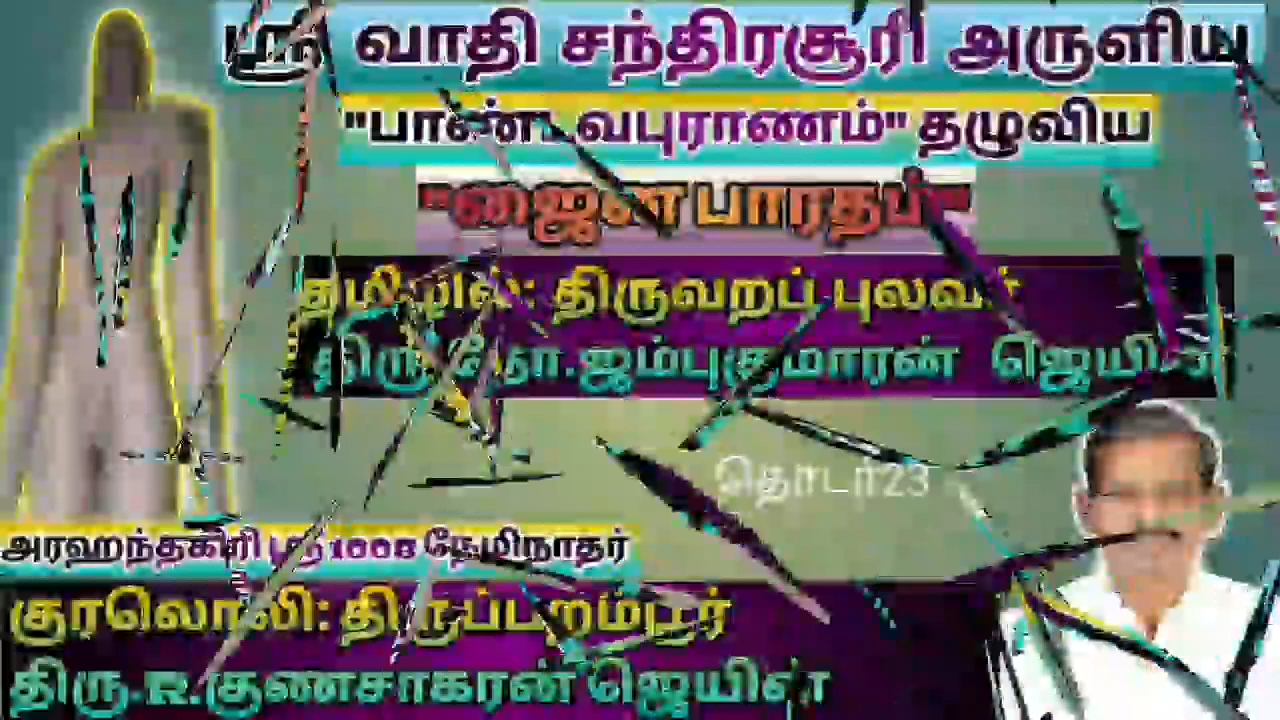 ஸ்ரீ வாதி சந்திரசூரி அருளிய
"பாண்டவபுராணம்" தழுவிய
"ஜைன பாரதம்"
தமிழில்: திருவறப் புலவர்
திரு தோ.ஜம்புகுமாரன் ஜெயின்
தொடர்23
அரஹந்தகிரி ஸ்ரீ 1008 நேமிநாதர்
குரலொலி: திருப்பறம்பூர்
திரு.R.குணசாகரன் ஜெயின்